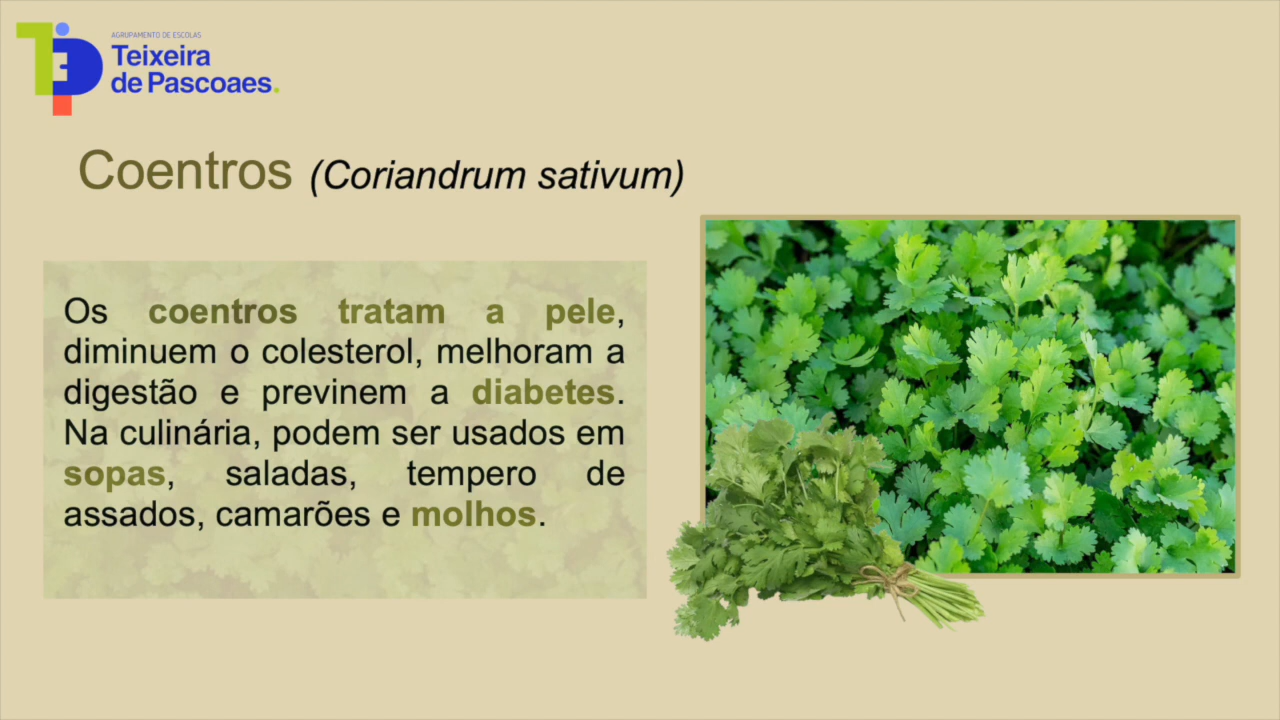 AGRUPAMENTO DE ESCOLAS
Teixeira
de Pascoaes.
Coentros (Coriandrum sativum)
Os coentros tratam a pele,
diminuem o colesterol, melhoram a
digestão e previnem a diabetes.
Na culinária, podem ser usados em
sopas, saladas, tempero de
assados, camarões e molhos.